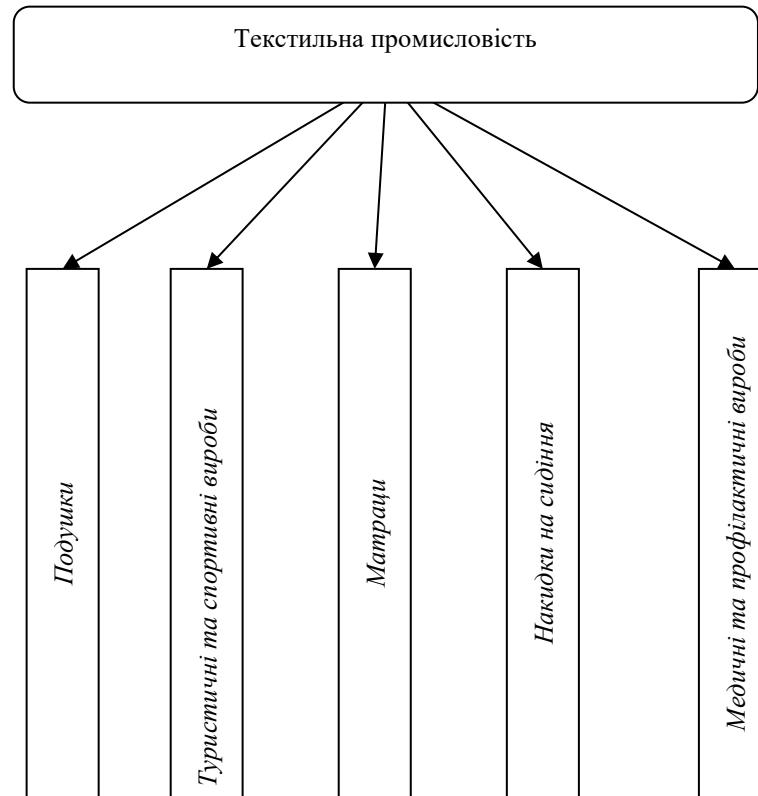 Текстильна промисловість
Подушки
Туристичні та спортивні вироби
Матраци
Накидки на сидіння
Медичні та профілактичні вироби